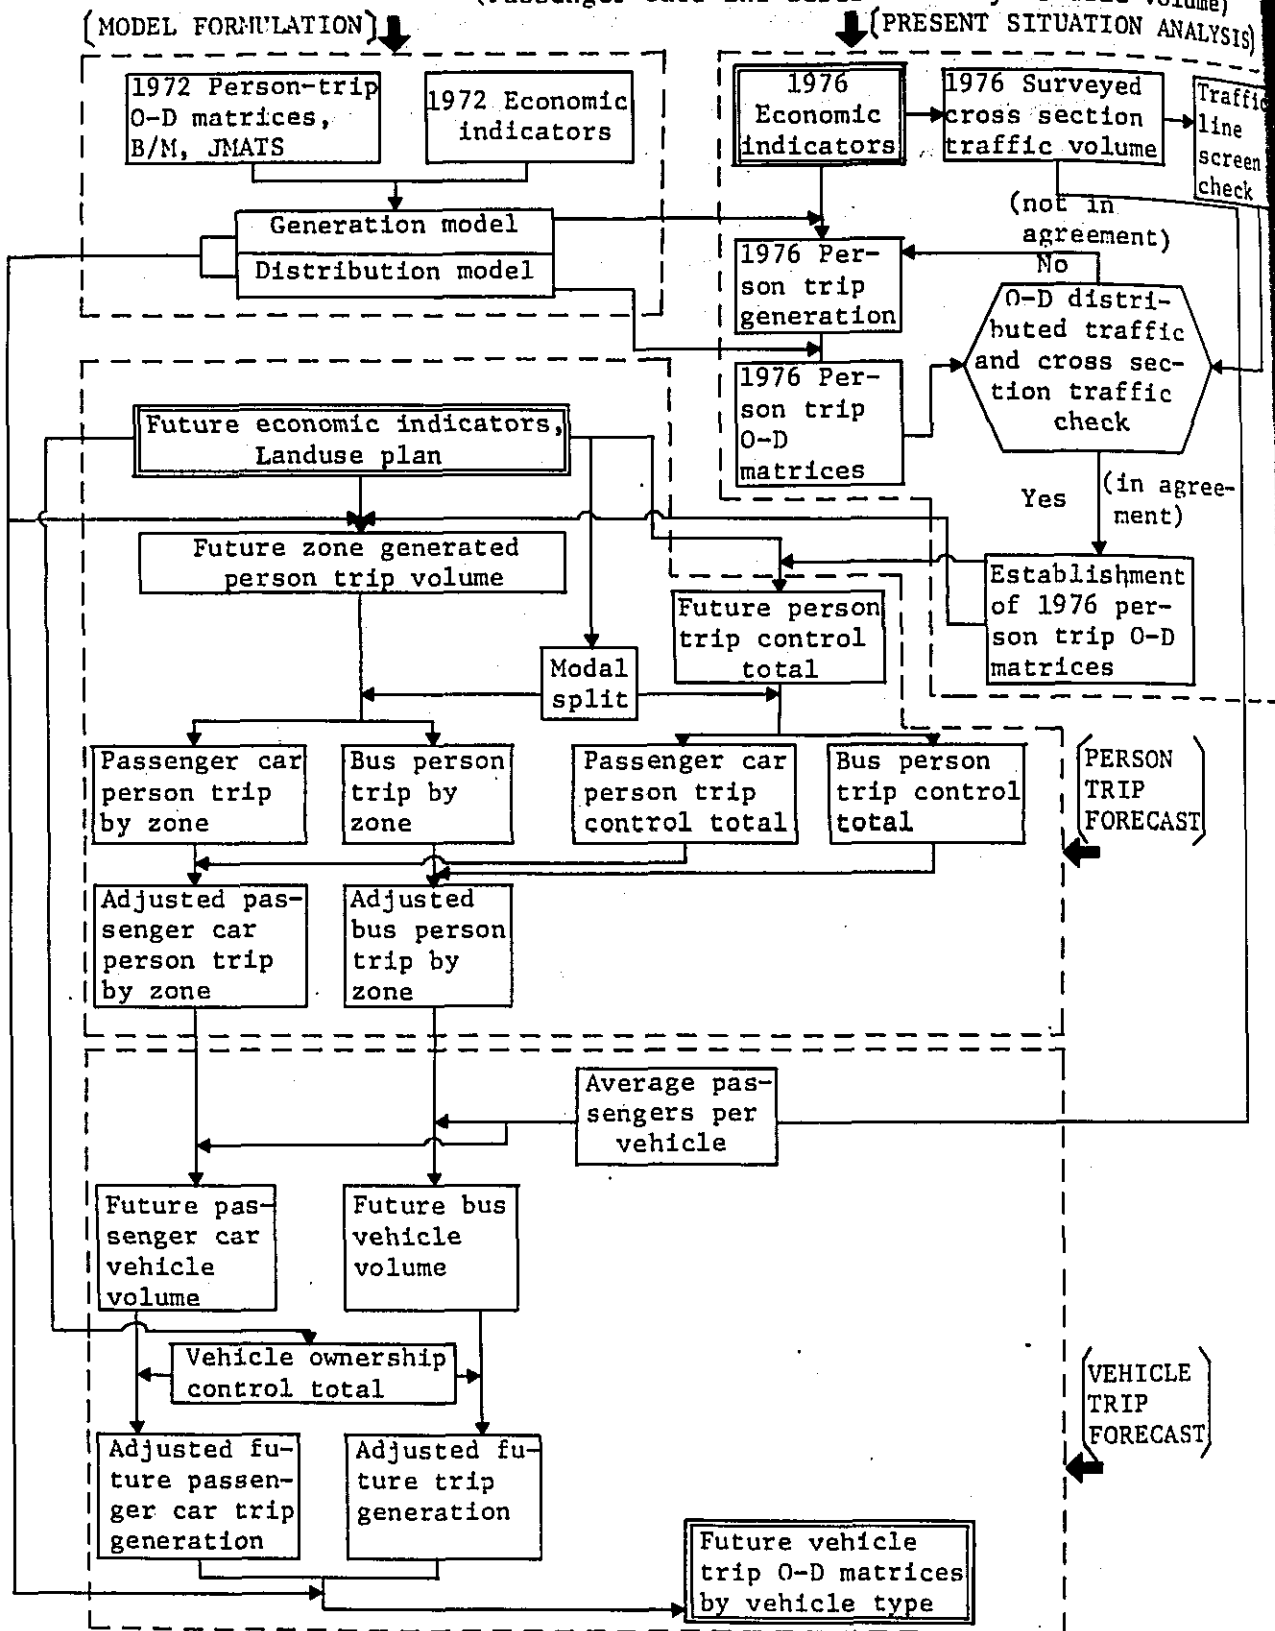 (MODEL FORMULATION)
(PRESENT SITUATION ANALYSIS)
1972 Person-trip
O-D matrices,
B/M, JMATS
1972 Economic
indicators
Generation model
Distribution model
1976
Economic
indicators
1976 Surveyed
cross section
traffic volume
Traffic
line
screen
check
(not in
agreement)
No
1976 Per-
son trip
generation
O-D distri-
buted traffic
and cross sec-
tion traffic
check
1976 Per-
son trip
O-D
matrices
Yes
(in agree-
ment)
Establishment
of 1976 per-
son trip O-D
matrices
Future economic indicators,
Landuse plan
Future zone generated
person trip volume
Future person
trip control
total
Modal
split
Passenger car
person trip
by zone
Bus person
trip by
zone
Passenger car
person trip
control total
Bus person
trip control
total
(PERSON
TRIP
FORECAST)
Adjusted pas-
senger car
person trip
by zone
Adjusted
bus person
trip by
zone
Average pas-
sengers per
vehicle
Future pas-
senger car
vehicle
volume
Future bus
vehicle
volume
Vehicle ownership
control total
(VEHICLE
TRIP
FORECAST)
Adjusted fu-
ture passen-
ger car trip
generation
Adjusted fu-
ture trip
generation
Future vehicle
trip O-D matrices
by vehicle type